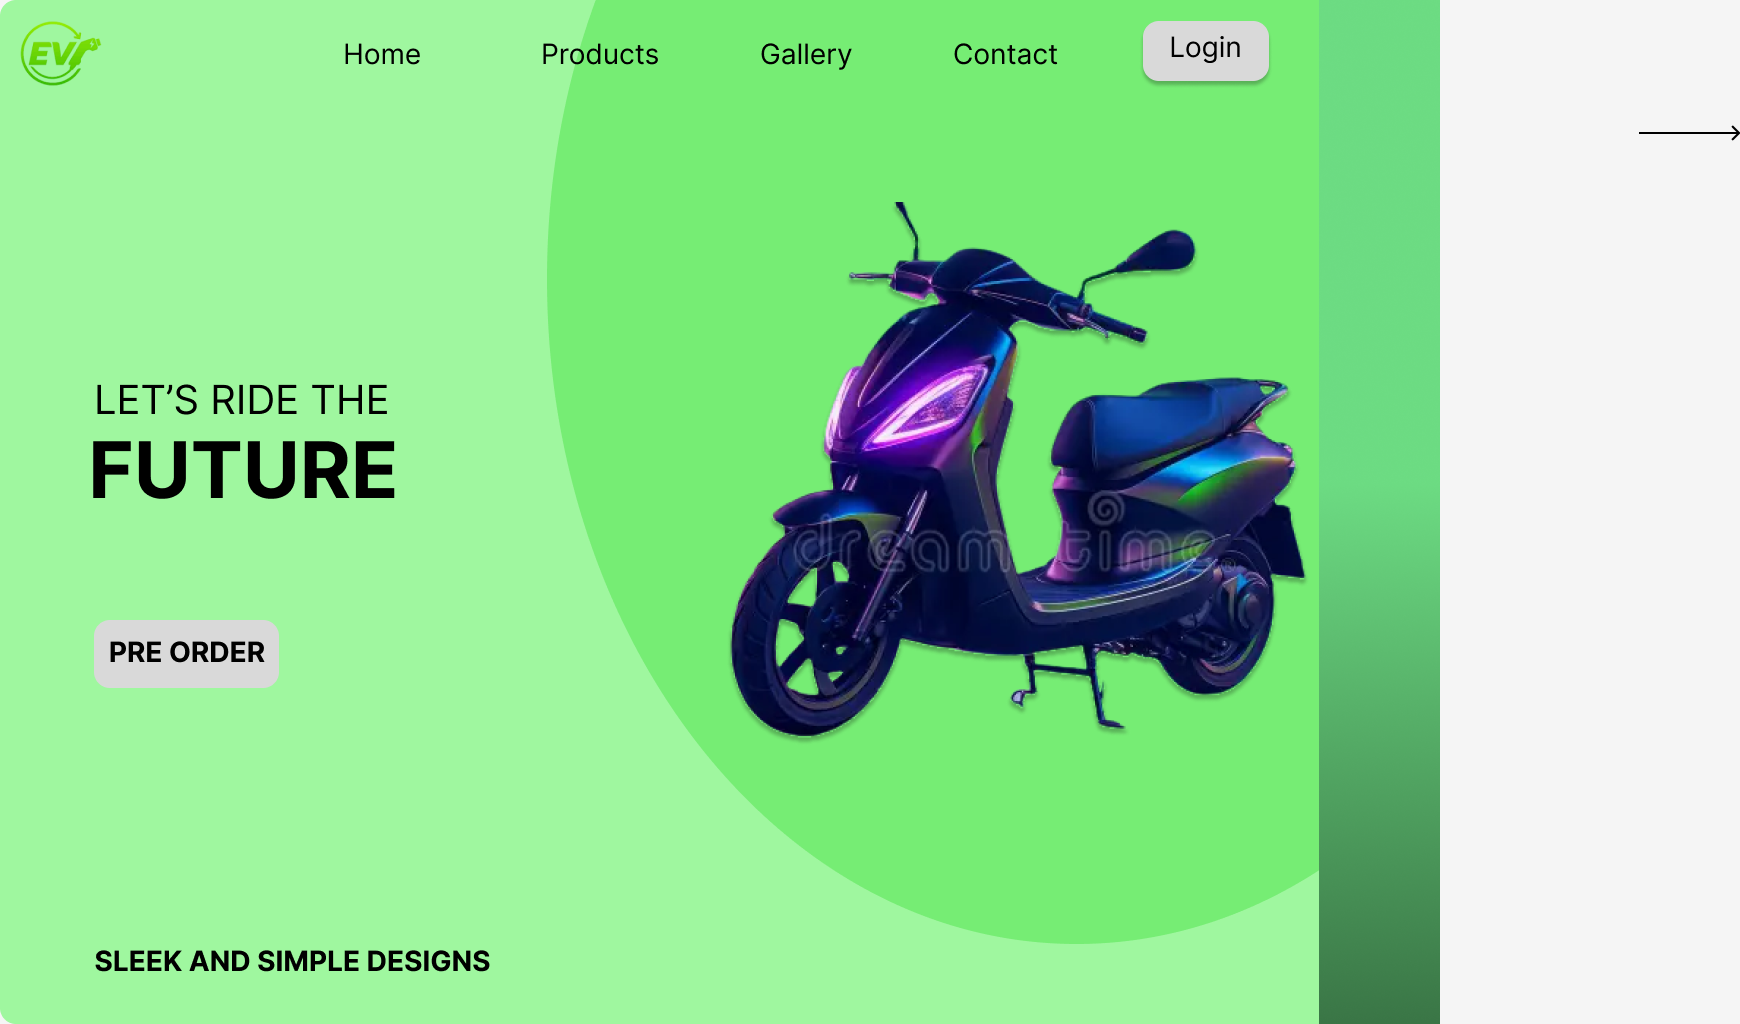 EV
Home
Products
Gallery
Contact
Login
LET’S RIDE THE
FUTURE
dreamstime
PRE ORDER
SLEEK AND SIMPLE DESIGNS